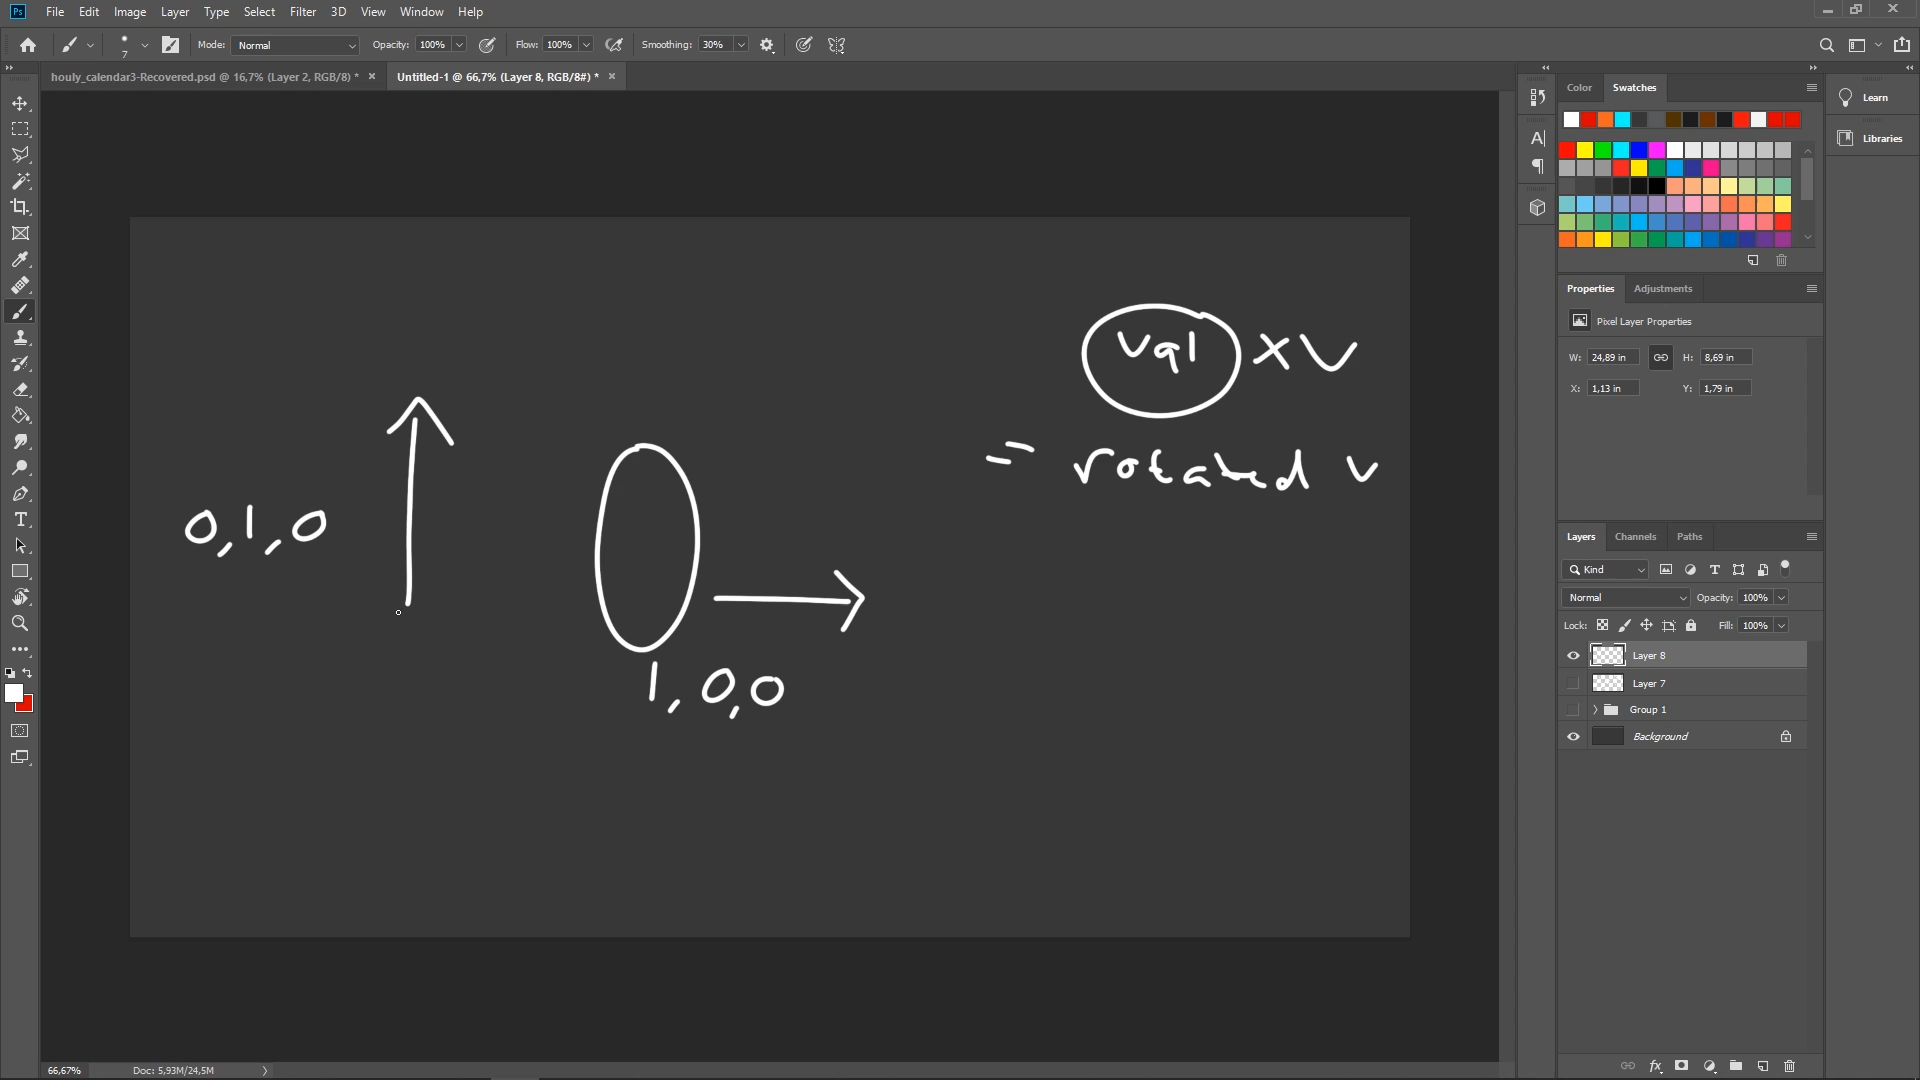 Ps File Edit Image Layer Type Select Filter 3D View Window Help
7 Mode: Normal Opacity: 100% Flow: 100% Smoothing: 30%
houly_calendar3-Recovered.psd @ 16,7% (Layer 2, RGB/8) * × Untitled-1 @ 66,7% (Layer 8, RGB/8#) * ×
vql × v
= rotated v
0,1,0
1,0,0
66,67% Doc: 5,93M/24,5M
Color Swatches
Properties Adjustments
Pixel Layer Properties
W: 24,89 in H: 8,69 in
X: 1,13 in Y: 1,79 in
Layers Channels Paths
Kind
Normal Opacity: 100%
Lock: Fill: 100%
Layer 8
Layer 7
Group 1
Background
fx
Learn
Libraries